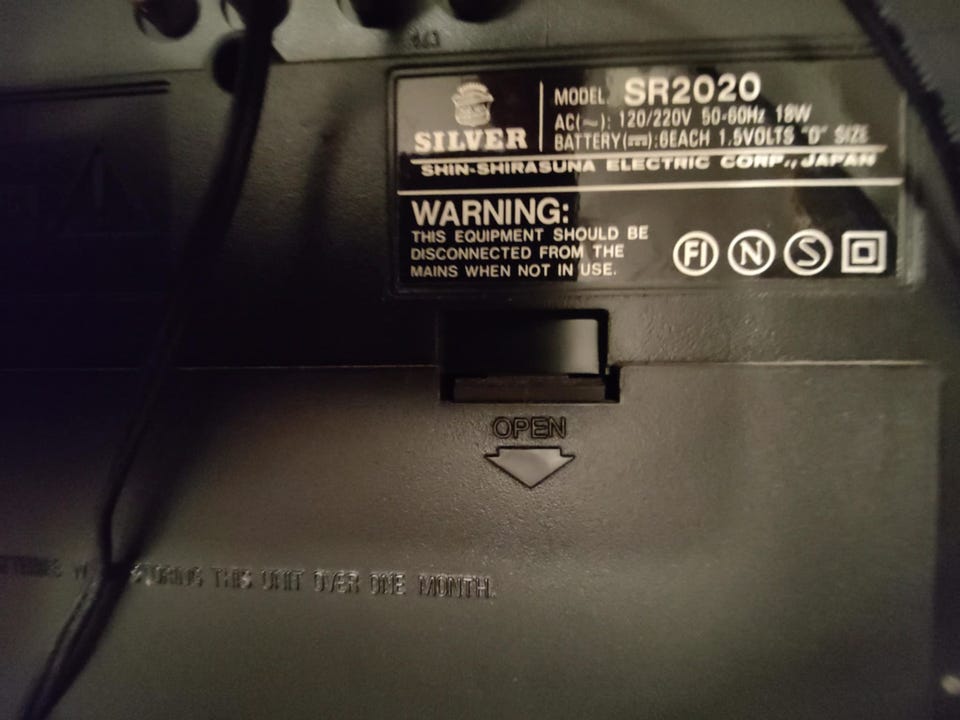 SILVER
MODEL SR2020
AC(~): 120/220V 50-60Hz 18W
BATTERY(⎓):6EACH 1.5VOLTS "D" SIZE
SHIN-SHIRASUNA ELECTRIC CORP., JAPAN
WARNING:
THIS EQUIPMENT SHOULD BE
DISCONNECTED FROM THE
MAINS WHEN NOT IN USE.
FI N S
OPEN
STORING THIS UNIT OVER ONE MONTH.